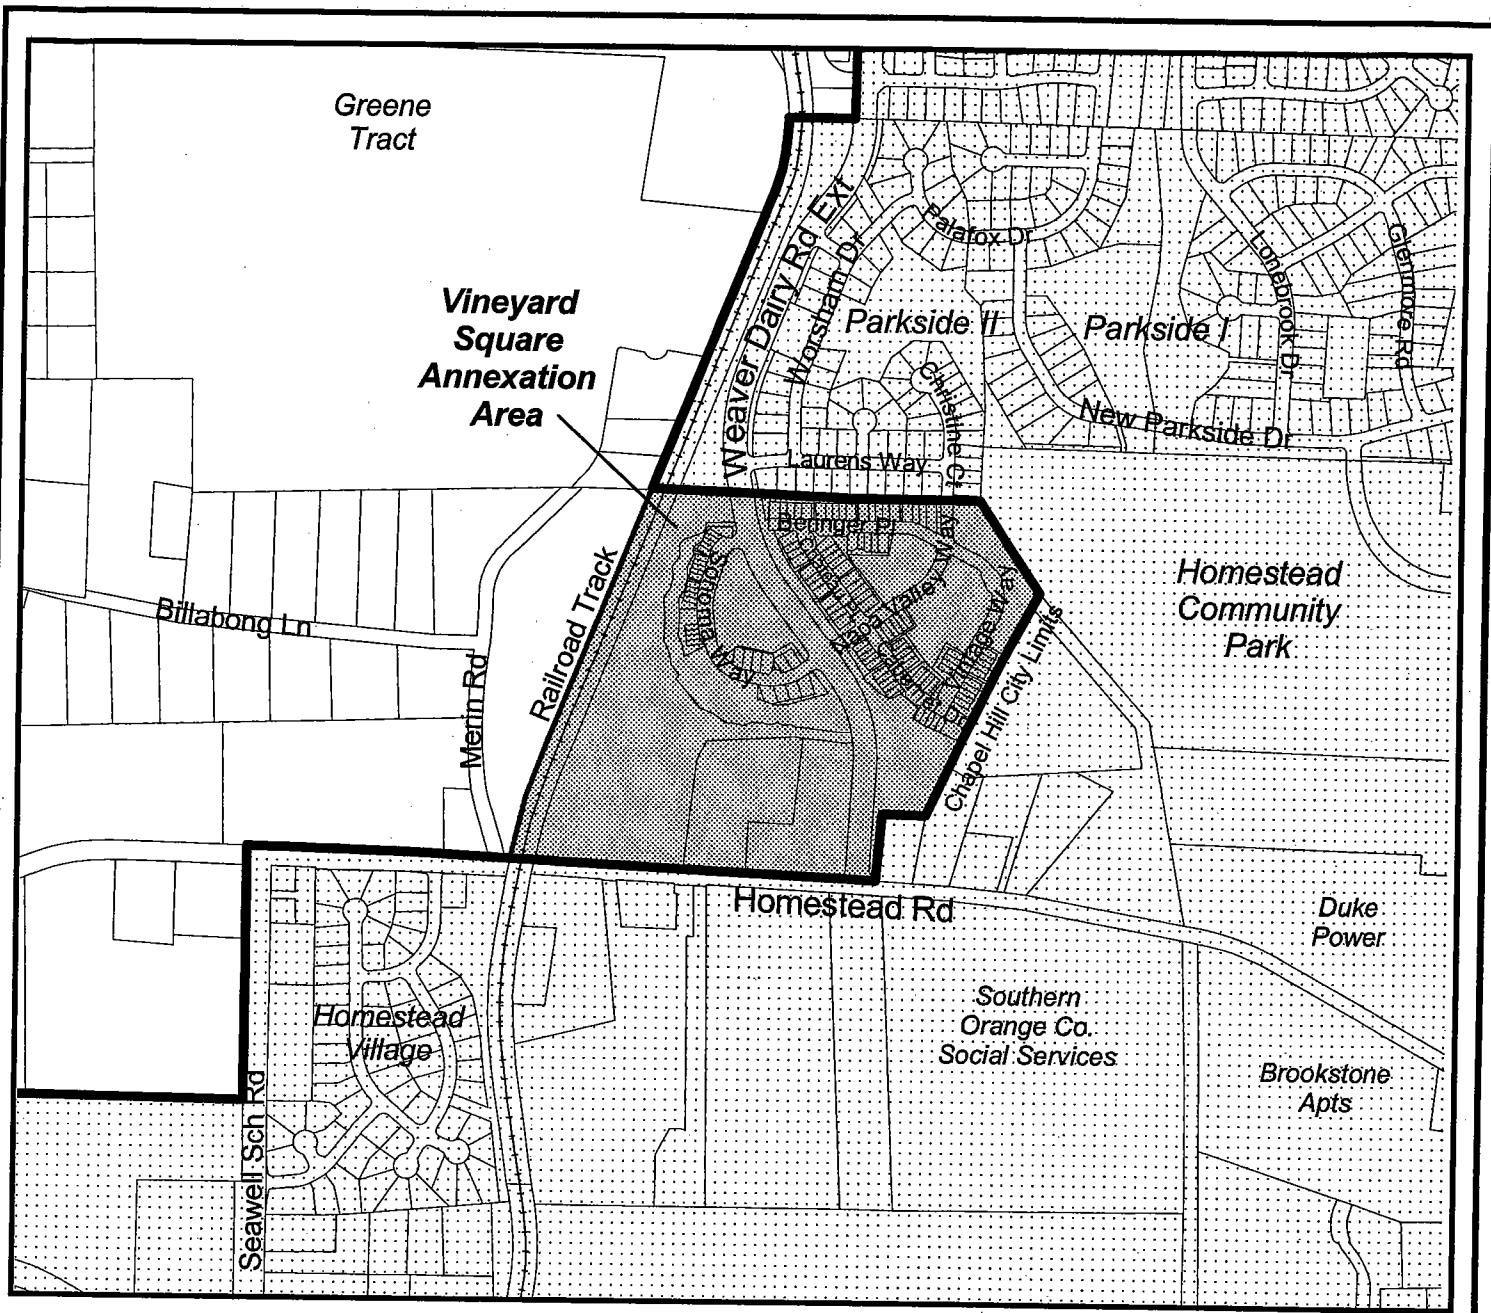 Greene
Tract
Vineyard
Square
Annexation
Area
Weaver Dairy Rd Ext
Worsham Dr
Palafox Dr
Parkside II
Parkside I
Lonebrook Dr
Glenmore Rd
Christine Ct
New Parkside Dr
Laurens Way
Beringer Pl
Sonoma Way
Valley Way
Vintage Way
Cabernet Dr
Chapel Hill City Limits
Homestead
Community
Park
Billabong Ln
Merin Rd
Railroad Track
Homestead Rd
Duke
Power
Southern
Orange Co.
Social Services
Brookstone
Apts
Homestead
Village
Seawell Sch Rd